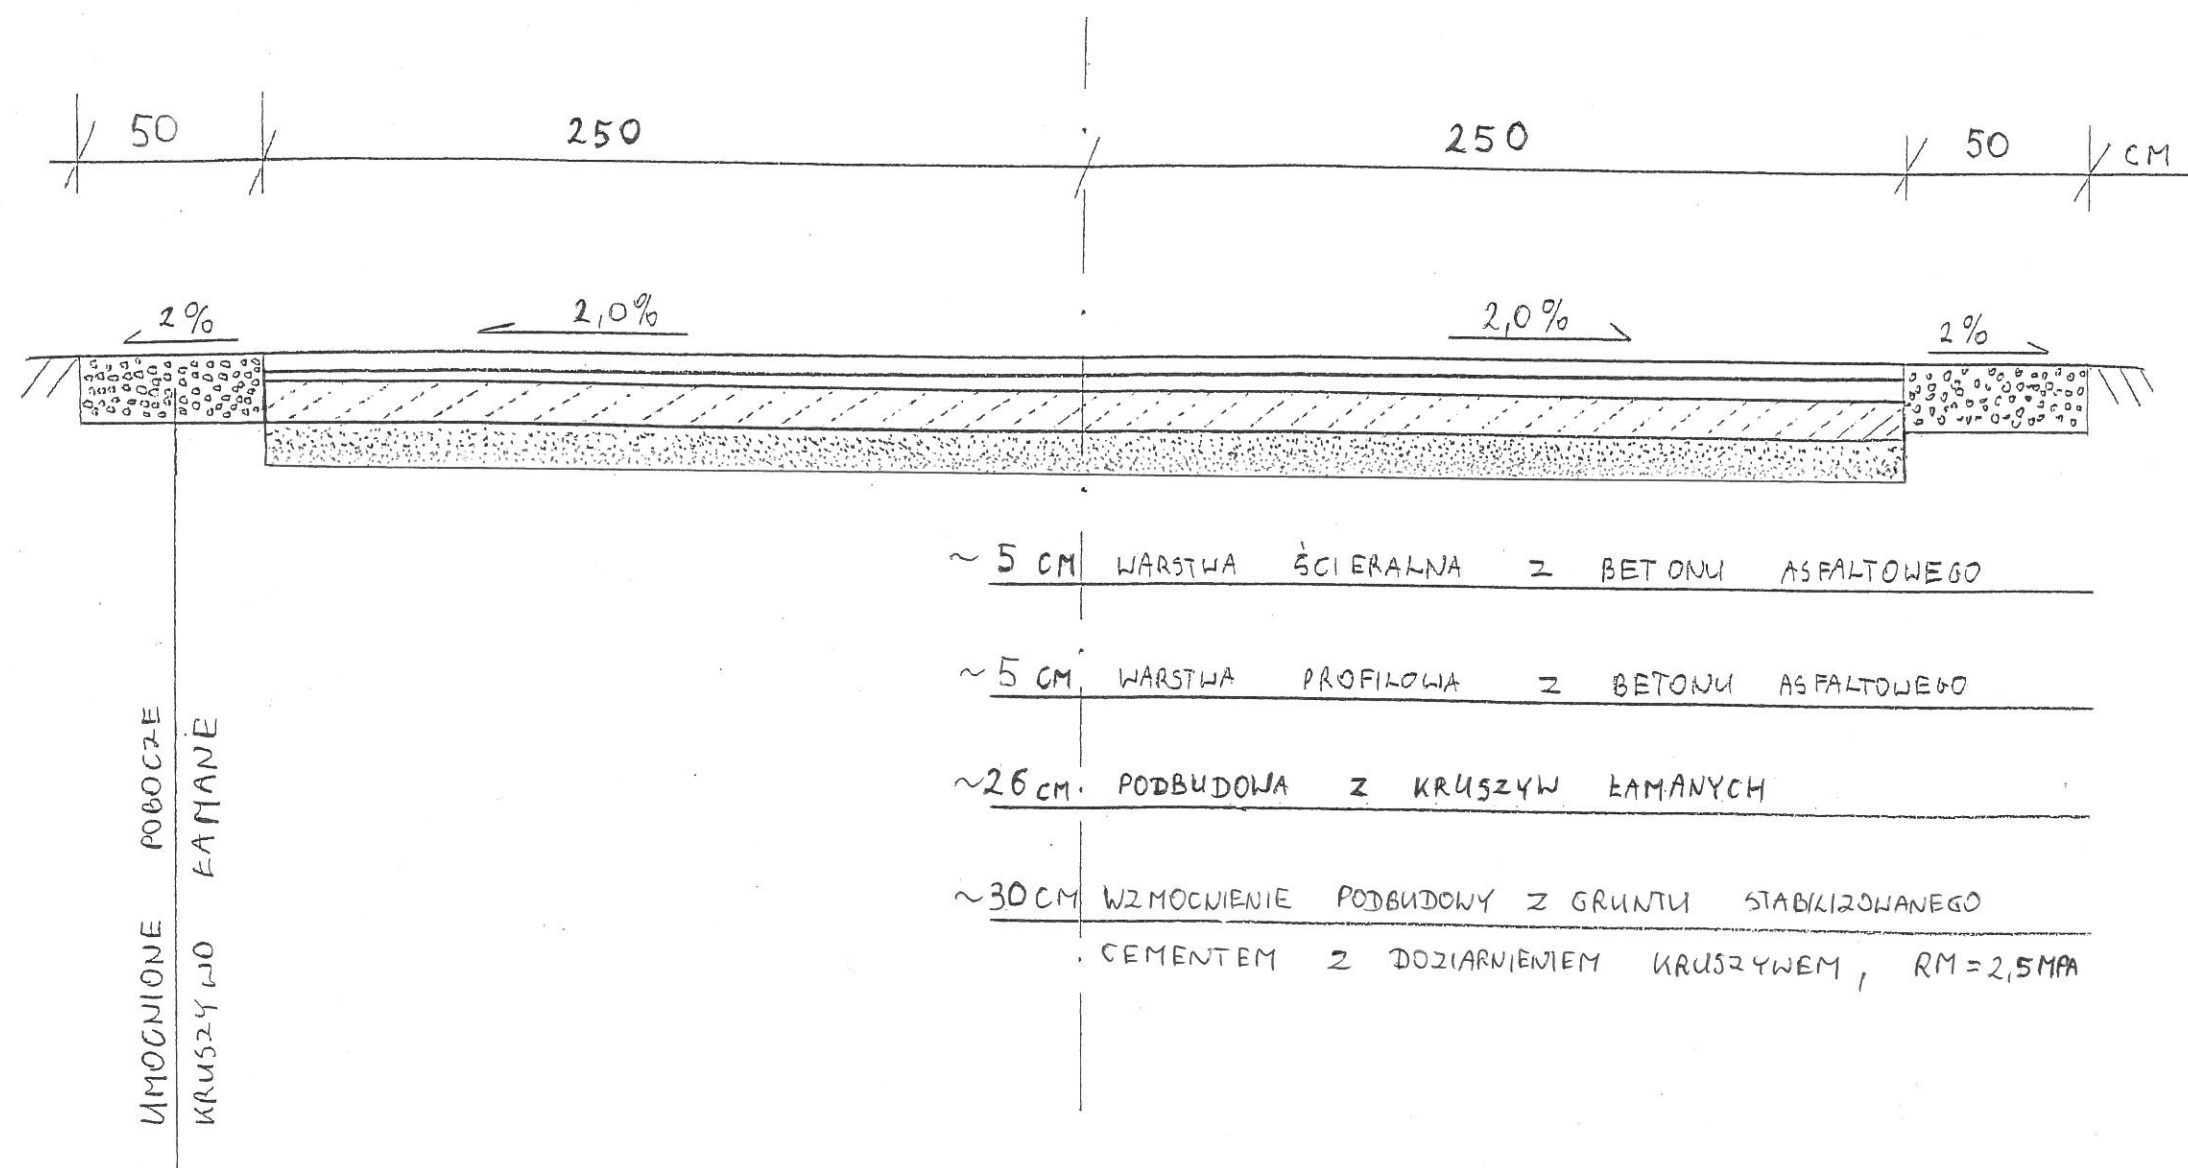 50 250 250 50 CM
2% 2,0% 2,0% 2%
~ 5 CM WARSTWA ŚCIERALNA Z BETONU ASFALTOWEGO
~ 5 CM WARSTWA PROFILOWA Z BETONU ASFALTOWEGO
~26 CM. PODBUDOWA Z KRUSZYW ŁAMANYCH
~30 CM WZMOCNIENIE PODBUDOWY Z GRUNTU STABILIZOWANEGO
CEMENTEM Z DOZIARNIENIEM KRUSZYWEM, RM=2,5MPA
UMOCNIONE POBOCZE
KRUSZYWO ŁAMANE